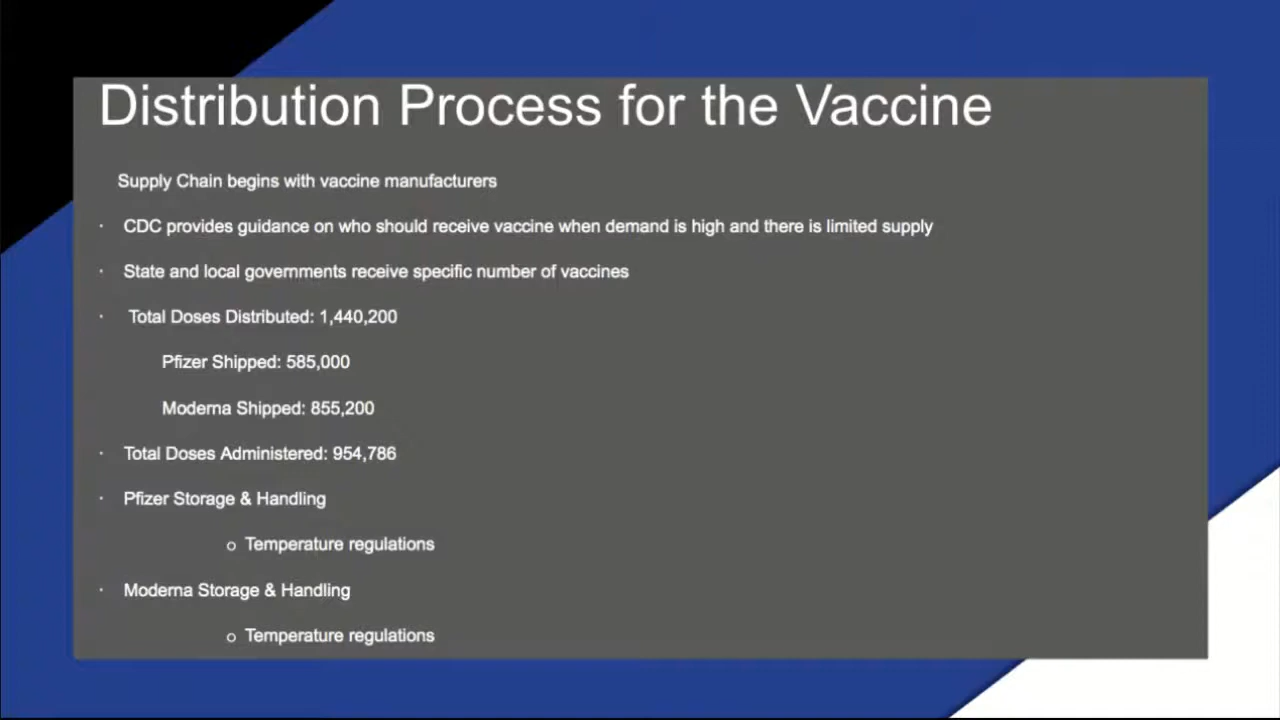 Distribution Process for the Vaccine
Supply Chain begins with vaccine manufacturers
· CDC provides guidance on who should receive vaccine when demand is high and there is limited supply
· State and local governments receive specific number of vaccines
· Total Doses Distributed: 1,440,200
Pfizer Shipped: 585,000
Moderna Shipped: 855,200
· Total Doses Administered: 954,786
· Pfizer Storage & Handling
o Temperature regulations
· Moderna Storage & Handling
o Temperature regulations